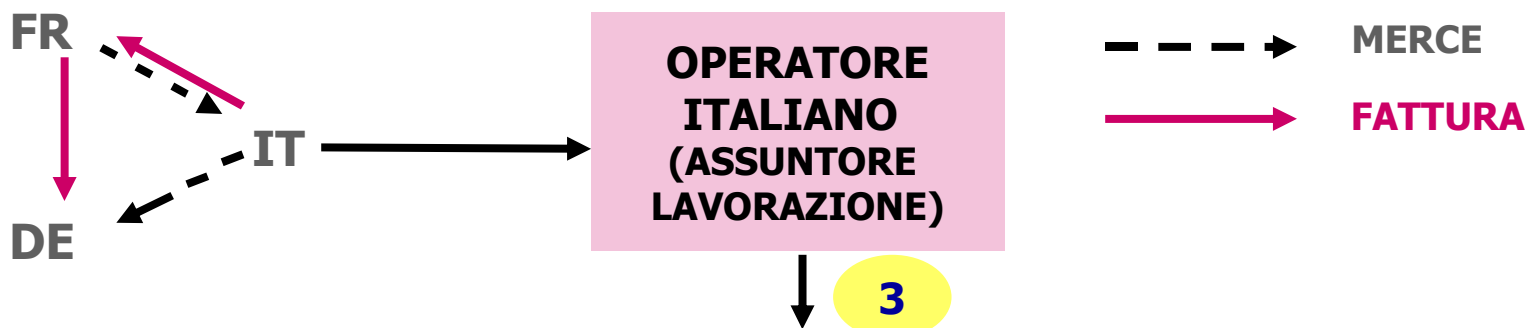 FR
IT
DE
OPERATORE
ITALIANO
(ASSUNTORE
LAVORAZIONE)
3
MERCE
FATTURA